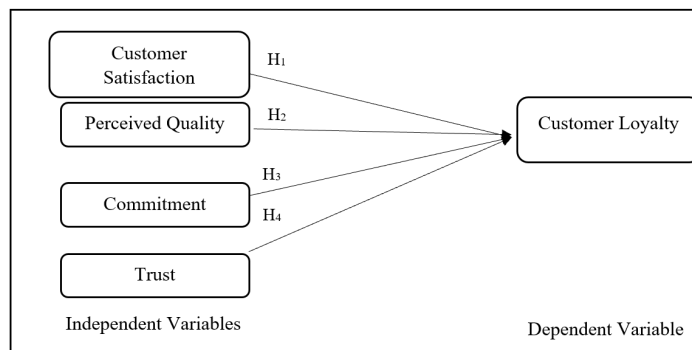 Customer
Satisfaction
H₁
Perceived Quality
H₂
Customer Loyalty
H₃
Commitment
H₄
Trust
Independent Variables
Dependent Variable